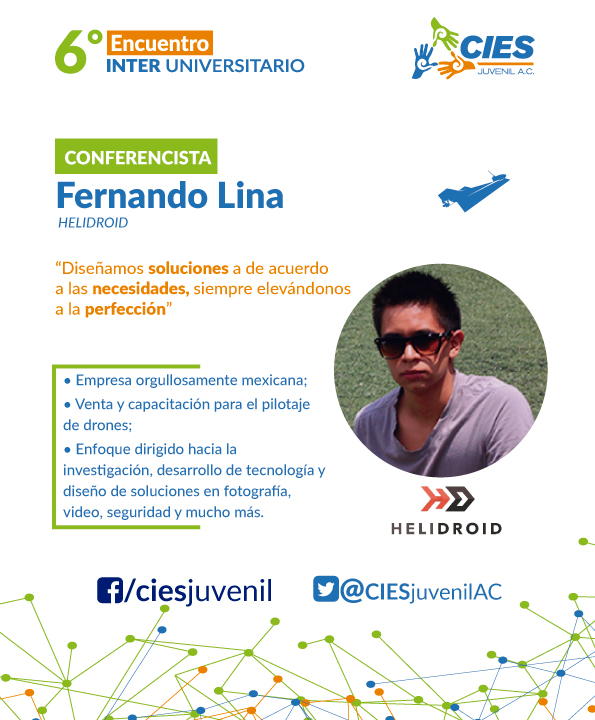 6° Encuentro
INTER UNIVERSITARIO
CIES
JUVENIL A.C.
CONFERENCISTA
Fernando Lina
HELIDROID
“Diseñamos soluciones a de acuerdo
a las necesidades, siempre elevándonos
a la perfección”
• Empresa orgullosamente mexicana;
• Venta y capacitación para el pilotaje
de drones;
• Enfoque dirigido hacia la
investigación, desarrollo de tecnología y
diseño de soluciones en fotografía,
video, seguridad y mucho más.
HELIDROID
/ciesjuvenil
@CIESjuvenilAC